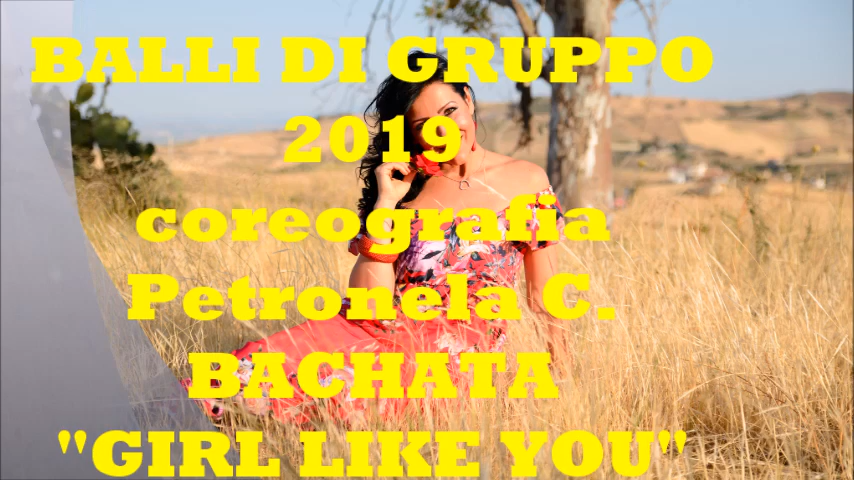 BALLI DI GRUPPO
2019
coreografia
Petronela C.
BACHATA
"GIRL LIKE YOU"